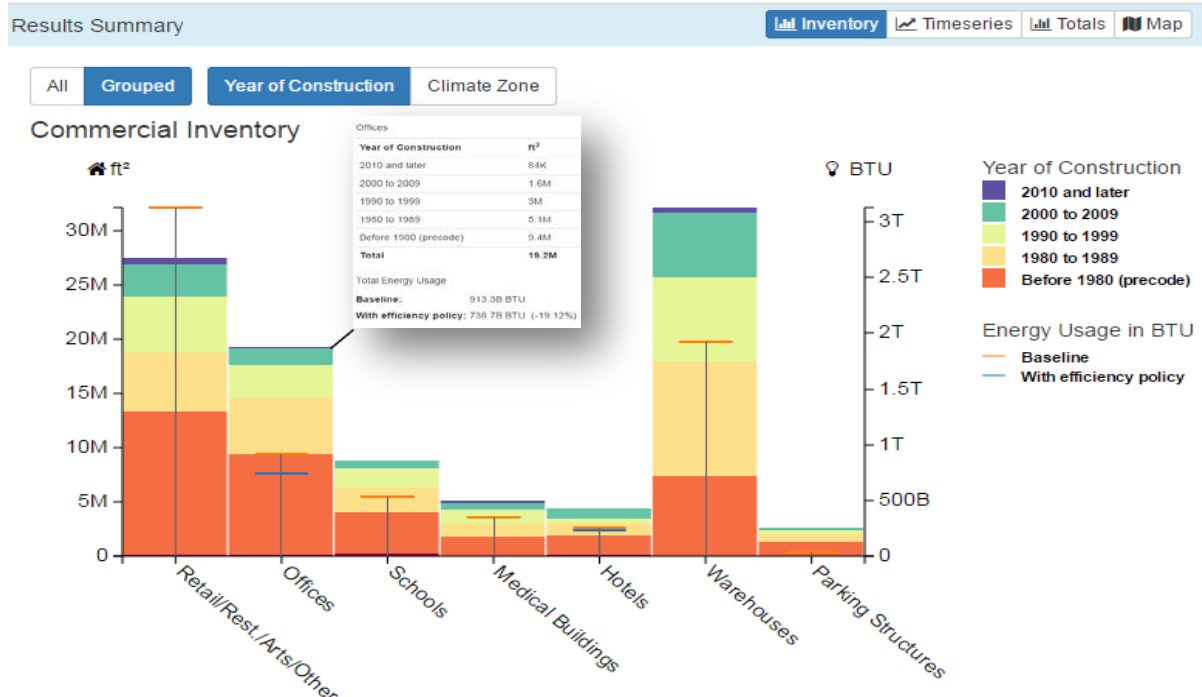 Results Summary
Inventory Timeseries Totals Map
All Grouped Year of Construction Climate Zone
Commercial Inventory
ft²
BTU
30M
25M
20M
15M
10M
5M
0
3T
2.5T
2T
1.5T
1T
500B
0
Offices
Year of Construction ft²
2010 and later 84K
2000 to 2009 1.6M
1990 to 1999 3M
1980 to 1989 5.1M
Before 1980 (precode) 9.4M
Total 19.2M
Total Energy Usage
Baseline: 913.3B BTU
With efficiency policy: 738.7B BTU (-19.12%)
Retail/Rest./Arts/Other
Offices
Schools
Medical Buildings
Hotels
Warehouses
Parking Structures
Year of Construction
2010 and later
2000 to 2009
1990 to 1999
1980 to 1989
Before 1980 (precode)
Energy Usage in BTU
Baseline
With efficiency policy